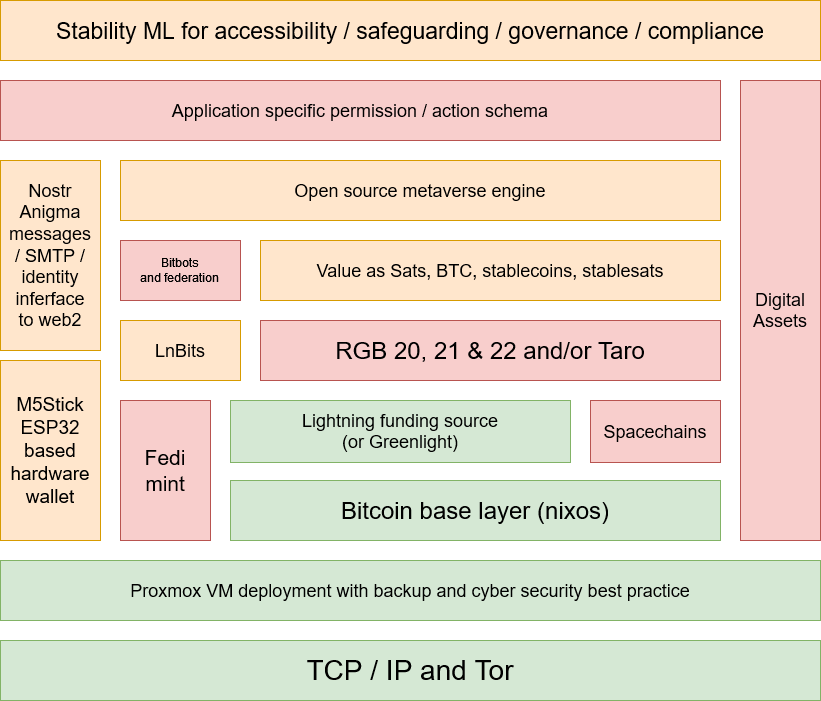 Stability ML for accessibility / safeguarding / governance / compliance
Application specific permission / action schema
Digital
Assets
Nostr
Anigma
messages
/ SMTP /
identity
inferface
to web2
Open source metaverse engine
Bitbots
and federation
Value as Sats, BTC, stablecoins, stablesats
LnBits
RGB 20, 21 & 22 and/or Taro
M5Stick
ESP32
based
hardware
wallet
Fedi
mint
Lightning funding source
(or Greenlight)
Spacechains
Bitcoin base layer (nixos)
Proxmox VM deployment with backup and cyber security best practice
TCP / IP and Tor